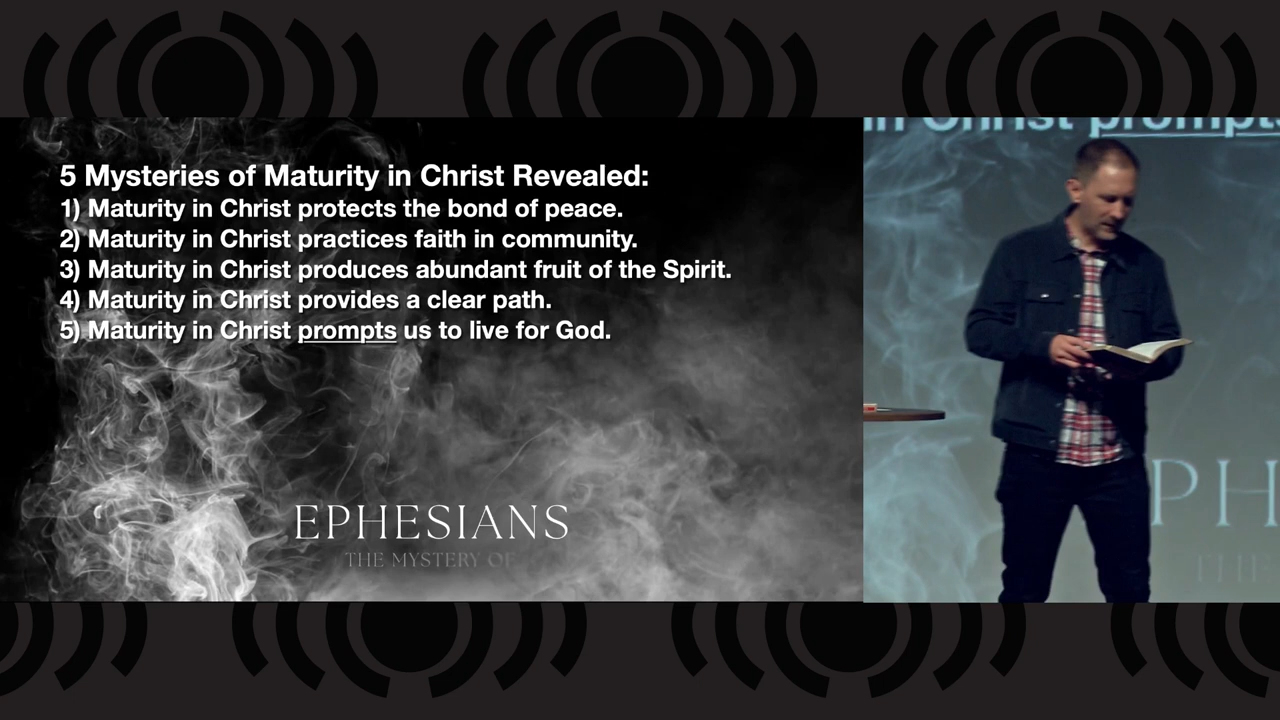 5 Mysteries of Maturity in Christ Revealed:
1) Maturity in Christ protects the bond of peace.
2) Maturity in Christ practices faith in community.
3) Maturity in Christ produces abundant fruit of the Spirit.
4) Maturity in Christ provides a clear path.
5) Maturity in Christ prompts us to live for God.
EPHESIANS
THE MYSTERY OF
in Christ prompts
PH
THE